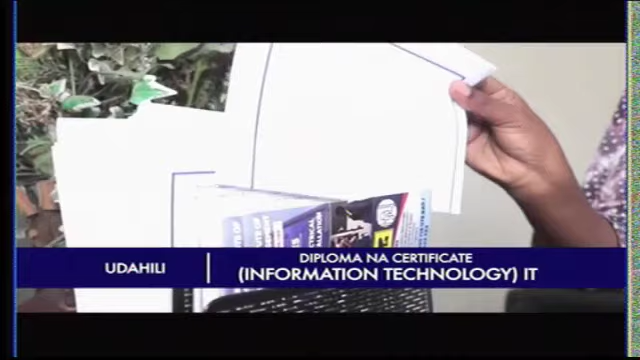 UDAHILI
DIPLOMA NA CERTIFICATE
(INFORMATION TECHNOLOGY) IT